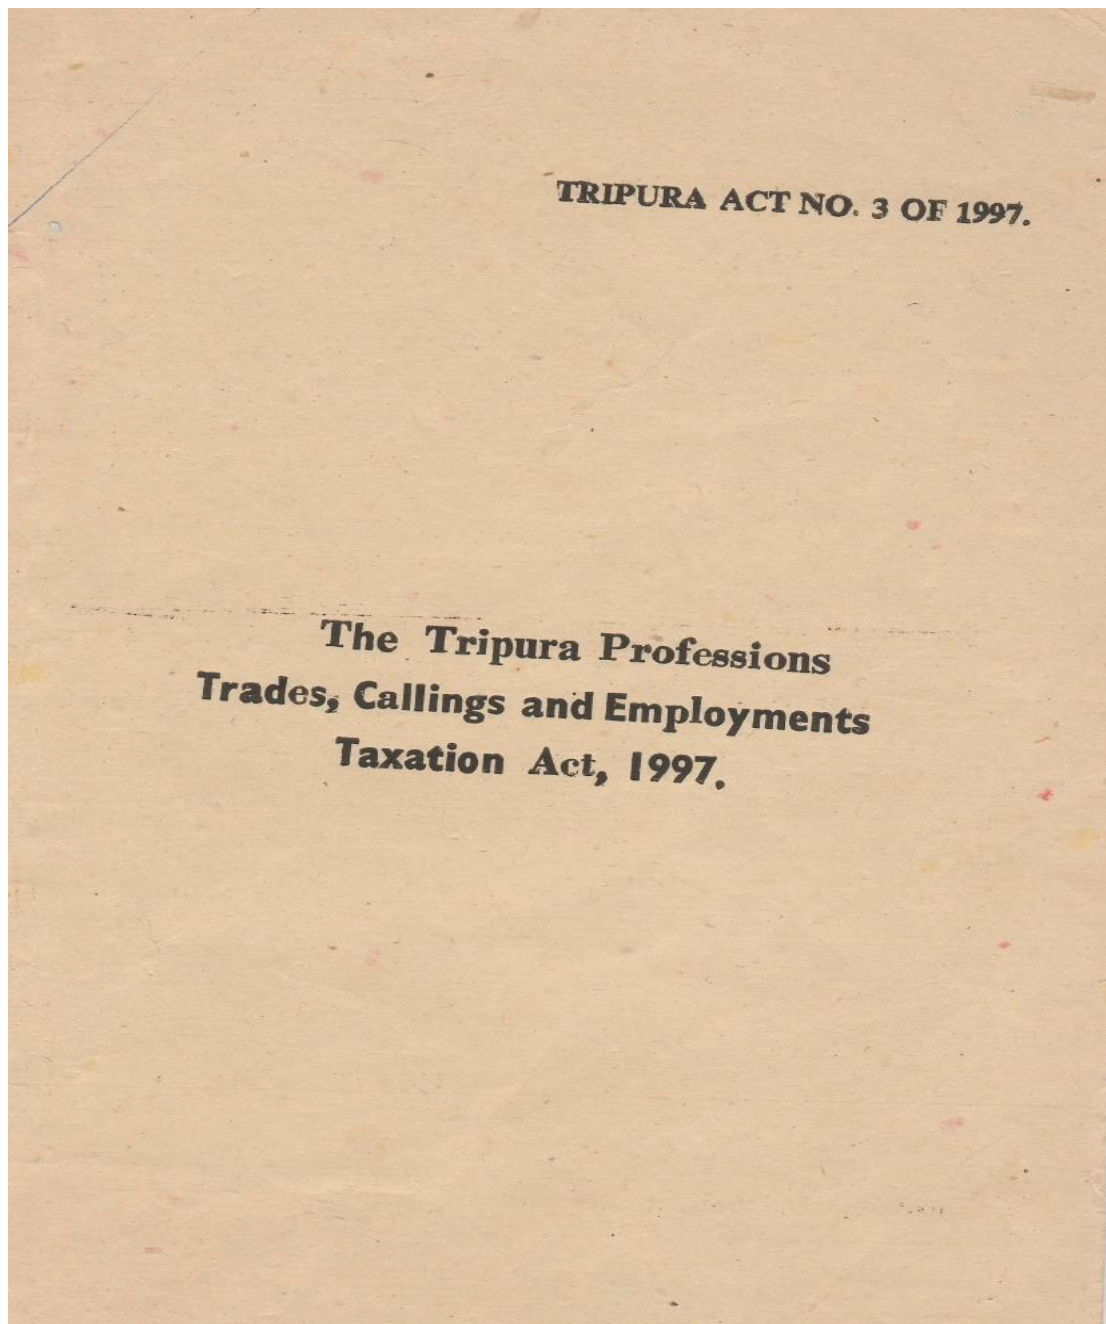 TRIPURA ACT NO. 3 OF 1997.
The Tripura Professions
Trades, Callings and Employments
Taxation Act, 1997.